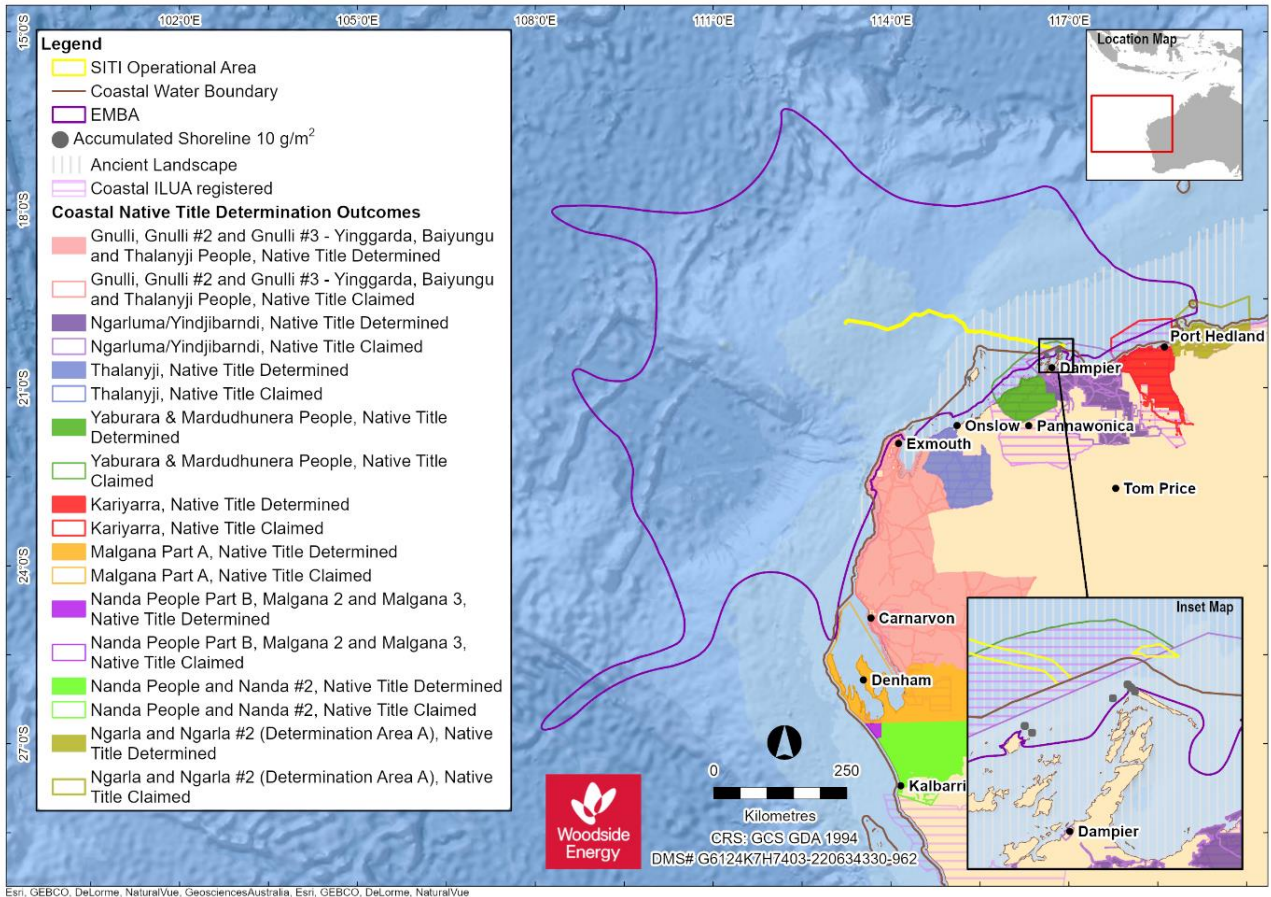 102°0'E
105°0'E
108°0'E
111°0'E
114°0'E
117°0'E
15°0'S
18°0'S
21°0'S
24°0'S
27°0'S
Legend
SITI Operational Area
Coastal Water Boundary
EMBA
Accumulated Shoreline 10 g/m²
Ancient Landscape
Coastal ILUA registered
Coastal Native Title Determination Outcomes
Gnulli, Gnulli #2 and Gnulli #3 - Yinggarda, Baiyungu
and Thalanyji People, Native Title Determined
Gnulli, Gnulli #2 and Gnulli #3 - Yinggarda, Baiyungu
and Thalanyji People, Native Title Claimed
Ngarluma/Yindjibarndi, Native Title Determined
Ngarluma/Yindjibarndi, Native Title Claimed
Thalanyji, Native Title Determined
Thalanyji, Native Title Claimed
Yaburara & Mardudhunera People, Native Title
Determined
Yaburara & Mardudhunera People, Native Title
Claimed
Kariyarra, Native Title Determined
Kariyarra, Native Title Claimed
Malgana Part A, Native Title Determined
Malgana Part A, Native Title Claimed
Nanda People Part B, Malgana 2 and Malgana 3,
Native Title Determined
Nanda People Part B, Malgana 2 and Malgana 3,
Native Title Claimed
Nanda People and Nanda #2, Native Title Determined
Nanda People and Nanda #2, Native Title Claimed
Ngarla and Ngarla #2 (Determination Area A), Native
Title Determined
Ngarla and Ngarla #2 (Determination Area A), Native
Title Claimed
Location Map
Port Hedland
Dampier
Onslow
Pannawonica
Exmouth
Tom Price
Carnarvon
Denham
Kalbarri
Inset Map
Dampier
Woodside
Energy
0
250
Kilometres
CRS: GCS GDA 1994
DMS# G6124K7H7403-220634330-962
Esri, GEBCO, DeLorme, NaturalVue, GeosciencesAustralia, Esri, GEBCO, DeLorme, NaturalVue